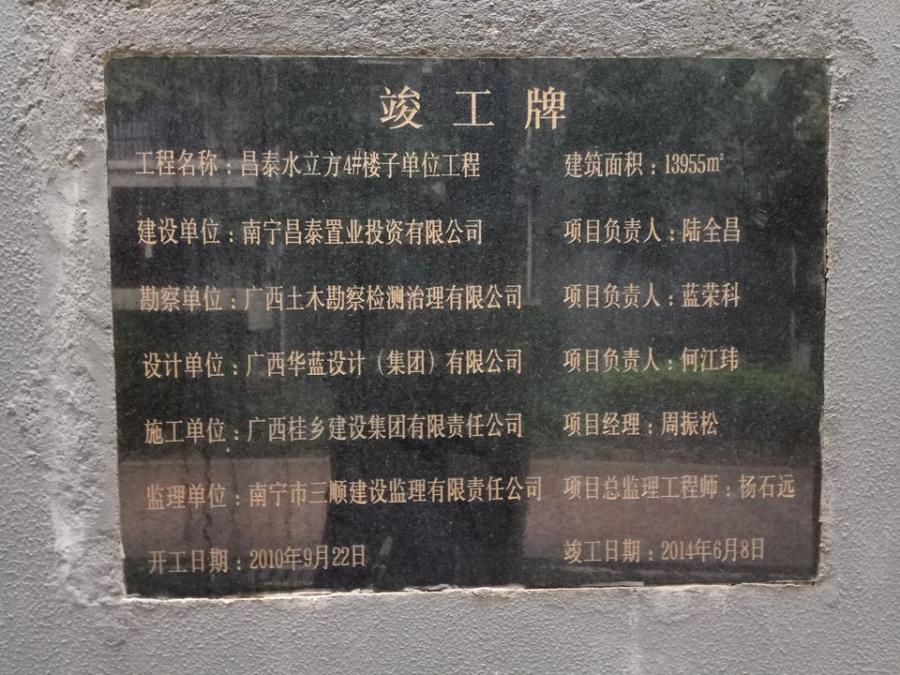 竣工牌
工程名称：昌泰水立方4#楼子单位工程 建筑面积：13955㎡
建设单位：南宁昌泰置业投资有限公司 项目负责人：陆全昌
勘察单位：广西土木勘察检测治理有限公司 项目负责人：蓝荣科
设计单位：广西华蓝设计（集团）有限公司 项目负责人：何江玮
施工单位：广西桂乡建设集团有限责任公司 项目经理：周振松
监理单位：南宁市三顺建设监理有限责任公司 项目总监理工程师：杨石远
开工日期：2010年9月22日 竣工日期：2014年6月8日